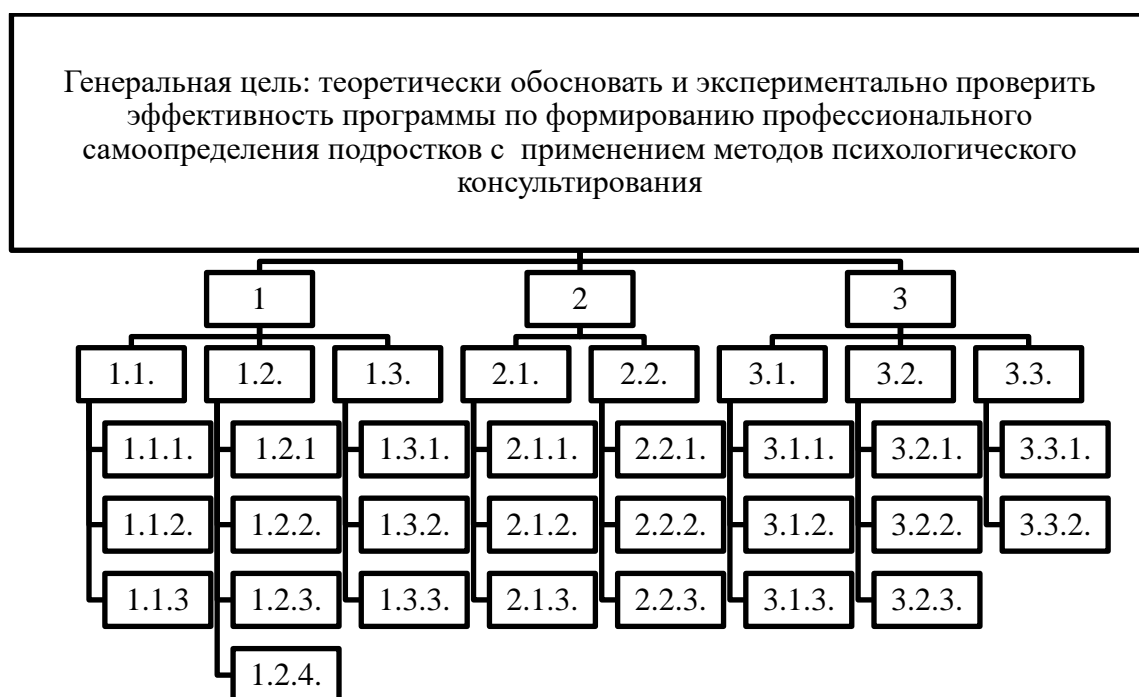 Генеральная цель: теоретически обосновать и экспериментально проверить
эффективность программы по формированию профессионального
самоопределения подростков с применением методов психологического
консультирования
1 2 3
1.1. 1.2. 1.3. 2.1. 2.2. 3.1. 3.2. 3.3.
1.1.1. 1.2.1 1.3.1. 2.1.1. 2.2.1. 3.1.1. 3.2.1. 3.3.1.
1.1.2. 1.2.2. 1.3.2. 2.1.2. 2.2.2. 3.1.2. 3.2.2. 3.3.2.
1.1.3 1.2.3. 1.3.3. 2.1.3. 2.2.3. 3.1.3. 3.2.3.
1.2.4.